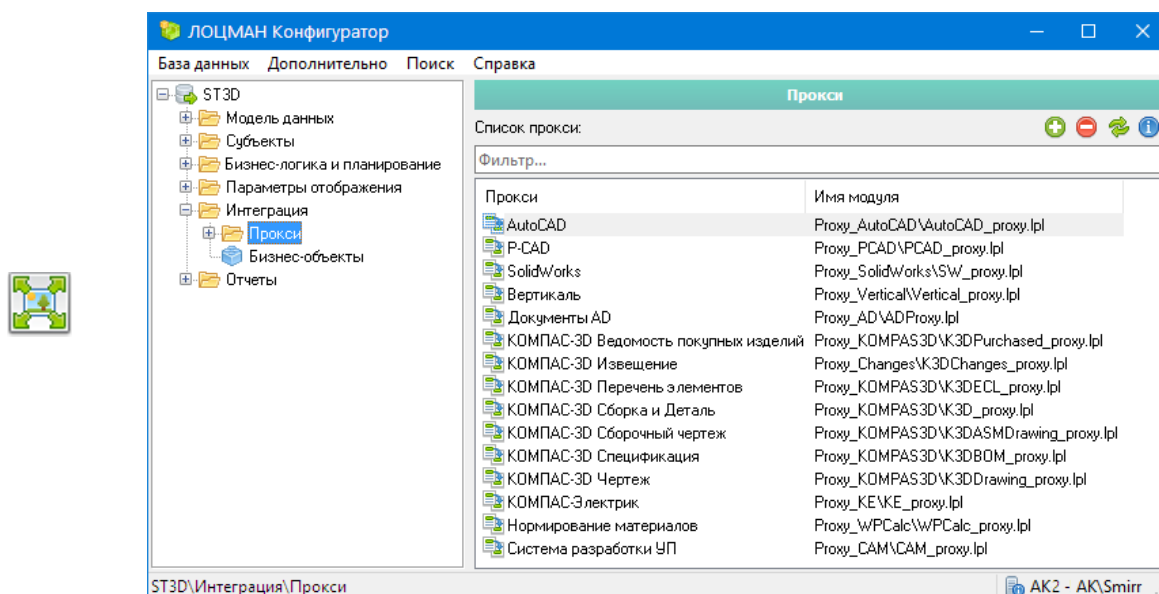 ЛОЦМАН Конфигуратор
База данных Дополнительно Поиск Справка
ST3D
Модель данных
Субъекты
Бизнес-логика и планирование
Параметры отображения
Интеграция
Прокси
Бизнес-объекты
Отчеты
Прокси
Список прокси:
Фильтр...
Прокси Имя модуля
AutoCAD Proxy_AutoCAD\AutoCAD_proxy.lpl
P-CAD Proxy_PCAD\PCAD_proxy.lpl
SolidWorks Proxy_SolidWorks\SW_proxy.lpl
Вертикаль Proxy_Vertical\Vertical_proxy.lpl
Документы AD Proxy_AD\ADProxy.lpl
КОМПАС-3D Ведомость покупных изделий Proxy_KOMPAS3D\K3DPurchased_proxy.lpl
КОМПАС-3D Извещение Proxy_Changes\K3DChanges_proxy.lpl
КОМПАС-3D Перечень элементов Proxy_KOMPAS3D\K3DECL_proxy.lpl
КОМПАС-3D Сборка и Деталь Proxy_KOMPAS3D\K3D_proxy.lpl
КОМПАС-3D Сборочный чертеж Proxy_KOMPAS3D\K3DASMDrawing_proxy.lpl
КОМПАС-3D Спецификация Proxy_KOMPAS3D\K3DBOM_proxy.lpl
КОМПАС-3D Чертеж Proxy_KOMPAS3D\K3DDrawing_proxy.lpl
КОМПАС-Электрик Proxy_KE\KE_proxy.lpl
Нормирование материалов Proxy_WPCalc\WPCalc_proxy.lpl
Система разработки УП Proxy_CAM\CAM_proxy.lpl
ST3D\Интеграция\Прокси AK2 - AK\Smirr